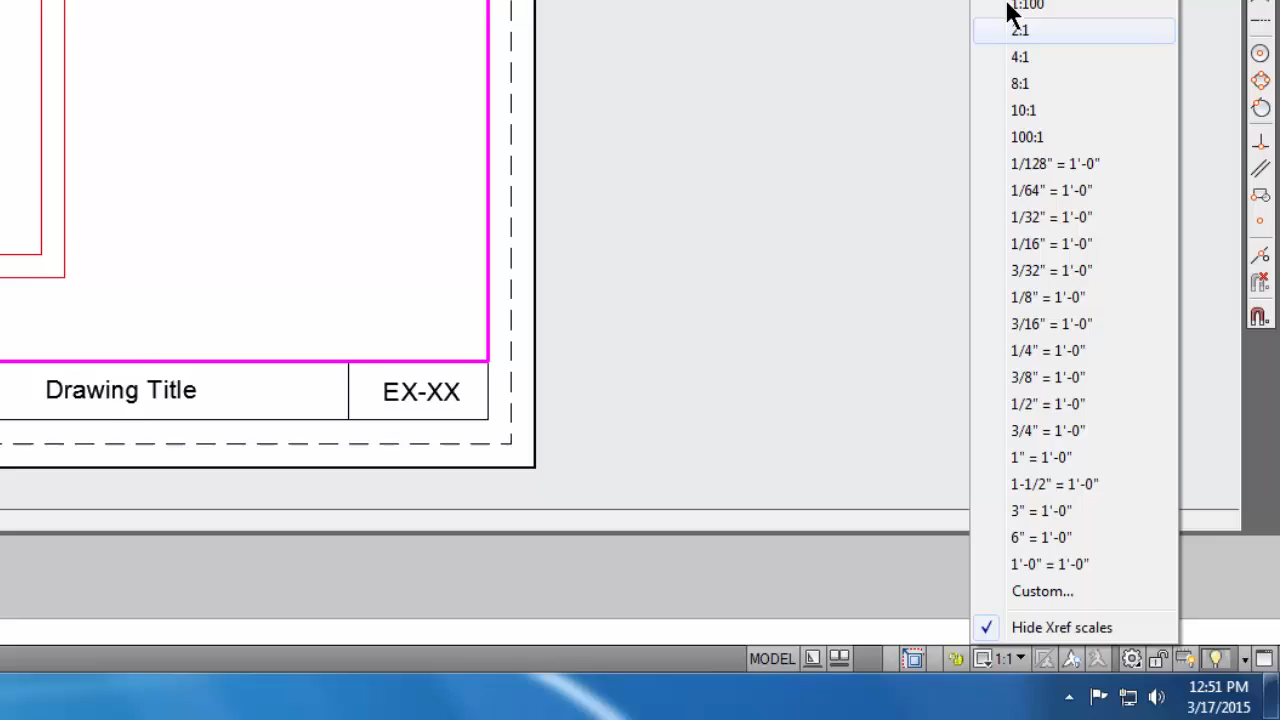 1:100
2:1
4:1
8:1
10:1
100:1
1/128" = 1'-0"
1/64" = 1'-0"
1/32" = 1'-0"
1/16" = 1'-0"
3/32" = 1'-0"
1/8" = 1'-0"
3/16" = 1'-0"
1/4" = 1'-0"
3/8" = 1'-0"
1/2" = 1'-0"
3/4" = 1'-0"
1" = 1'-0"
1-1/2" = 1'-0"
3" = 1'-0"
6" = 1'-0"
1'-0" = 1'-0"
Custom...
Hide Xref scales
Drawing Title
EX-XX
MODEL
1:1
12:51 PM
3/17/2015